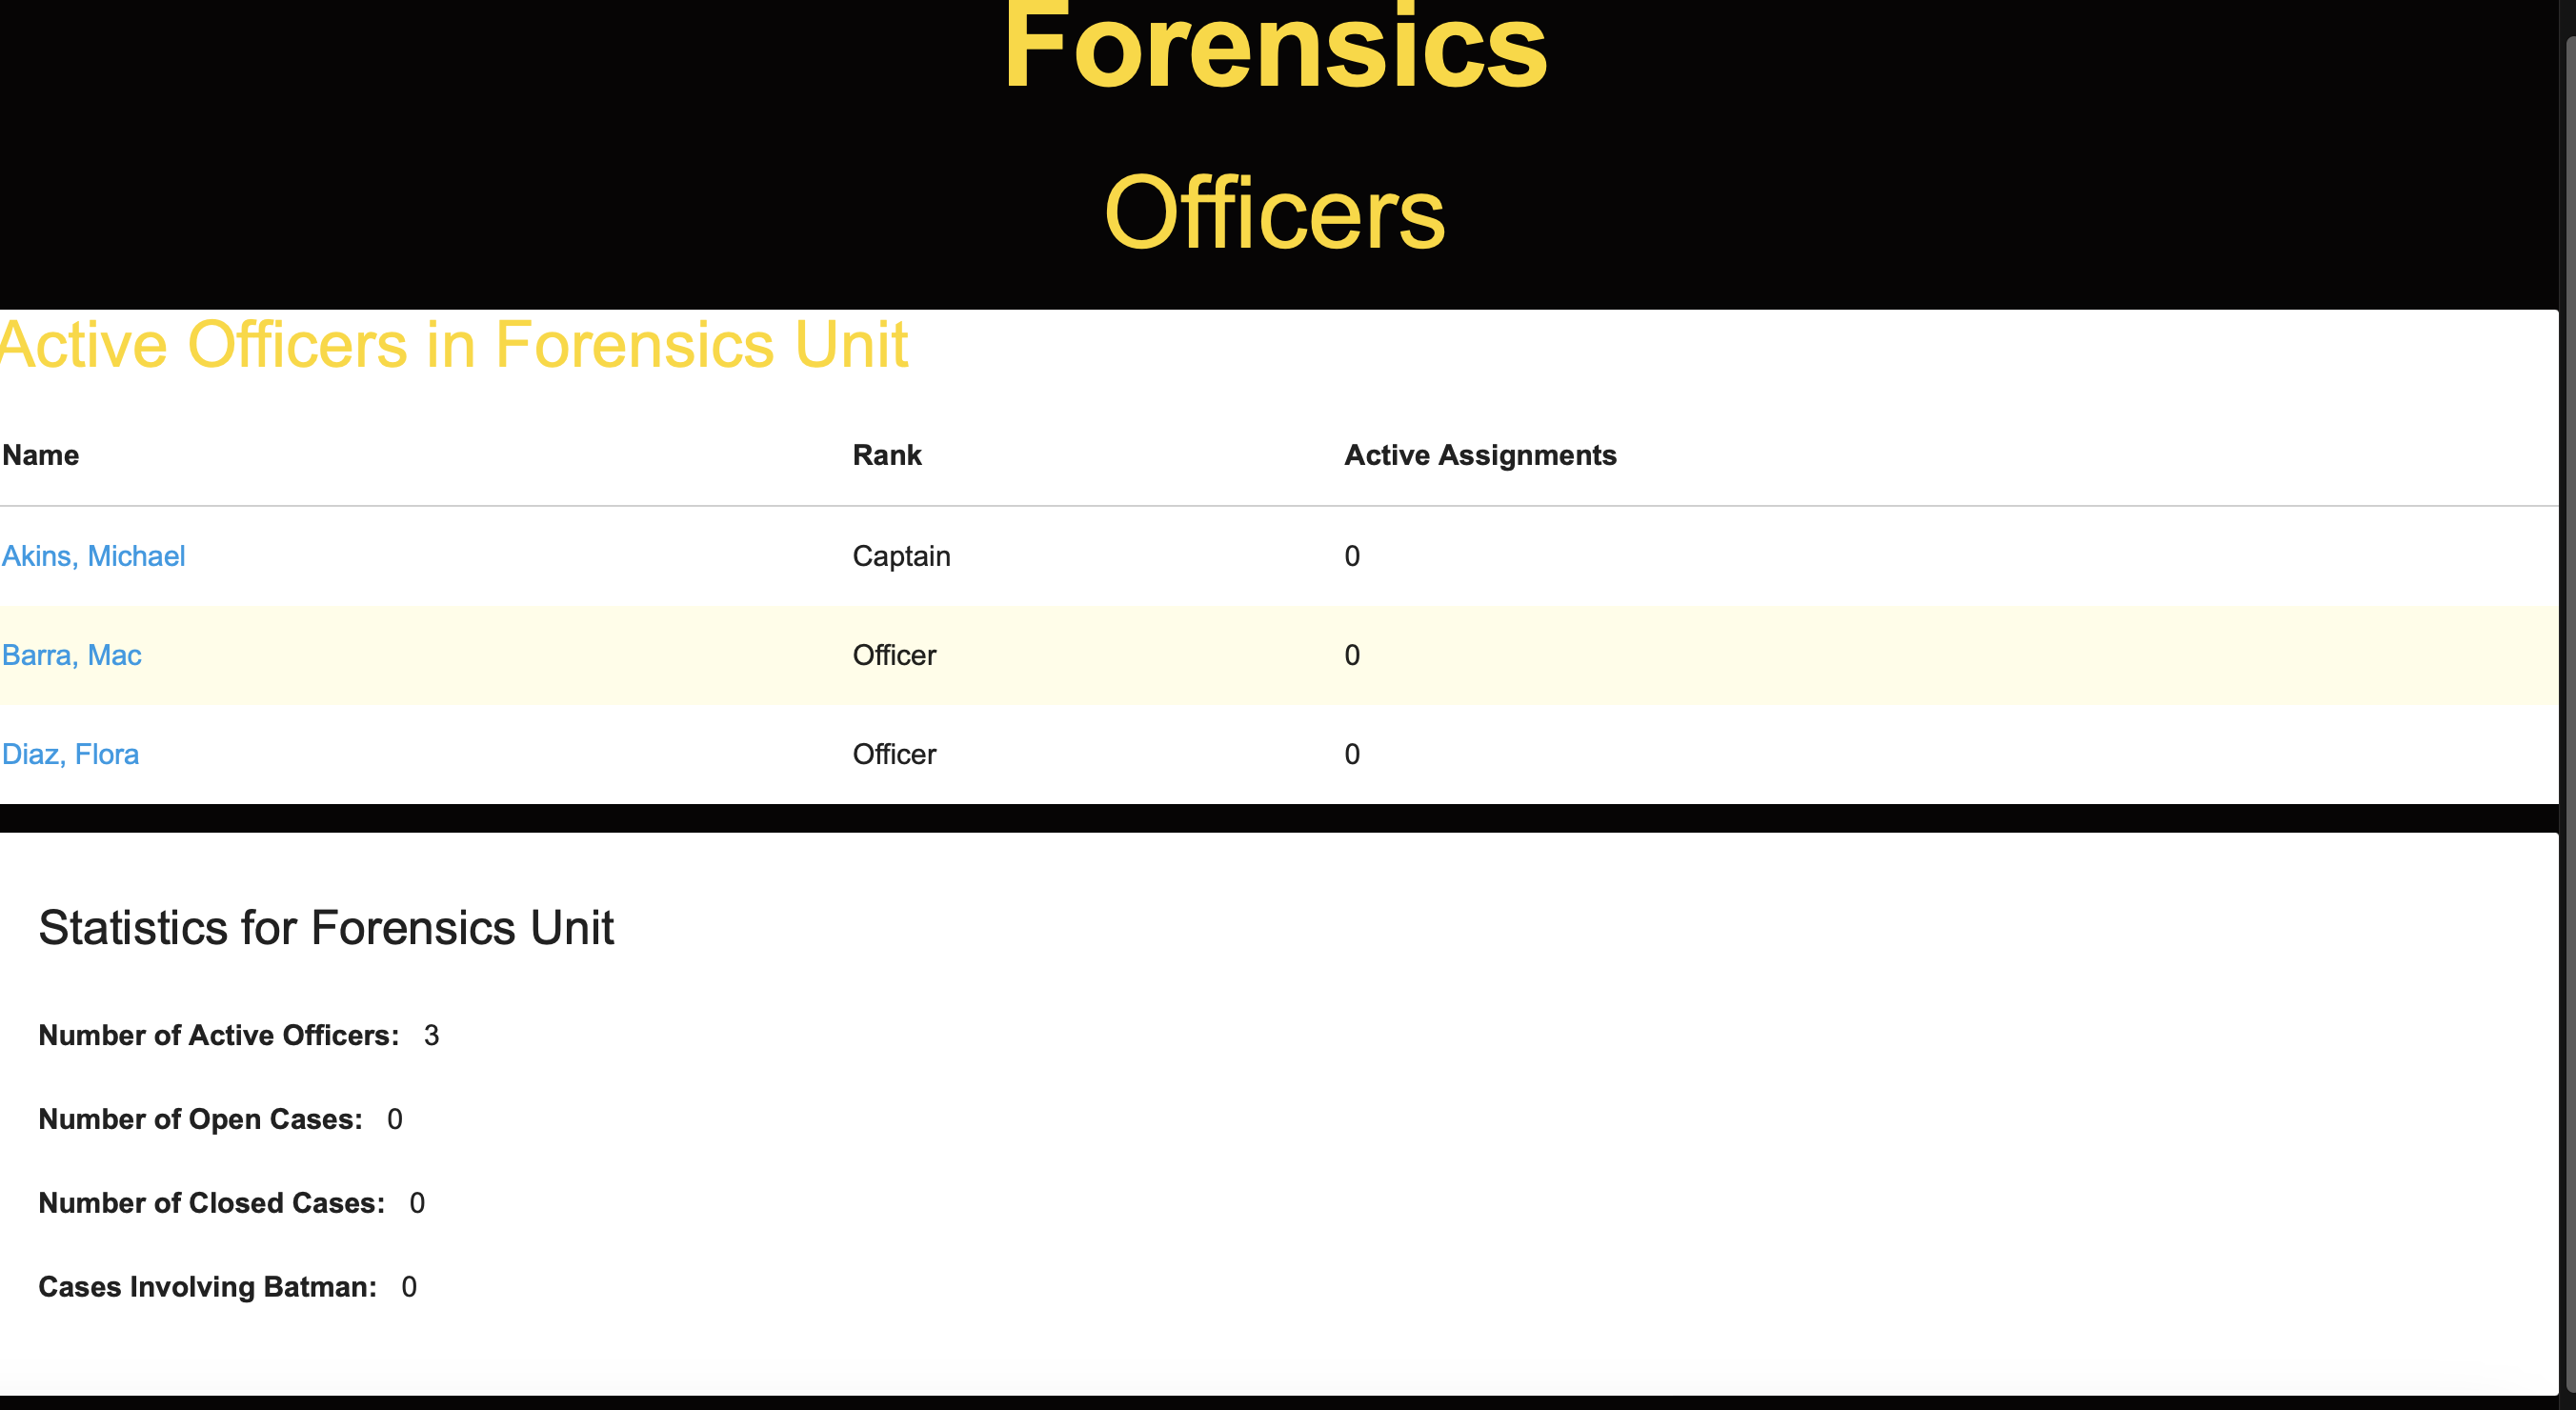 Forensics
Officers
Active Officers in Forensics Unit
Name Rank Active Assignments
Akins, Michael Captain 0
Barra, Mac Officer 0
Diaz, Flora Officer 0
Statistics for Forensics Unit
Number of Active Officers: 3
Number of Open Cases: 0
Number of Closed Cases: 0
Cases Involving Batman: 0